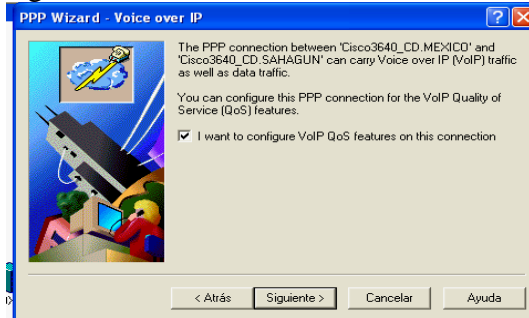 PPP Wizard - Voice over IP
The PPP connection between 'Cisco3640_CD.MEXICO' and
'Cisco3640_CD.SAHAGUN' can carry Voice over IP (VoIP) traffic
as well as data traffic.
You can configure this PPP connection for the VoIP Quality of
Service (QoS) features.
I want to configure VoIP QoS features on this connection
< Atrás Siguiente > Cancelar Ayuda